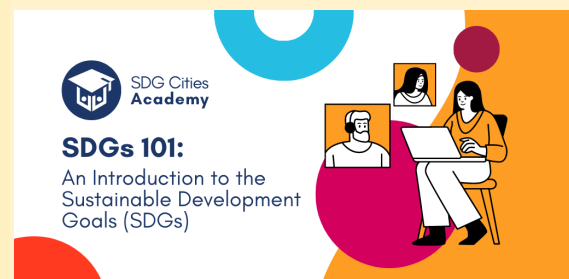 SDG Cities
Academy
SDGs 101:
An Introduction to the
Sustainable Development
Goals (SDGs)